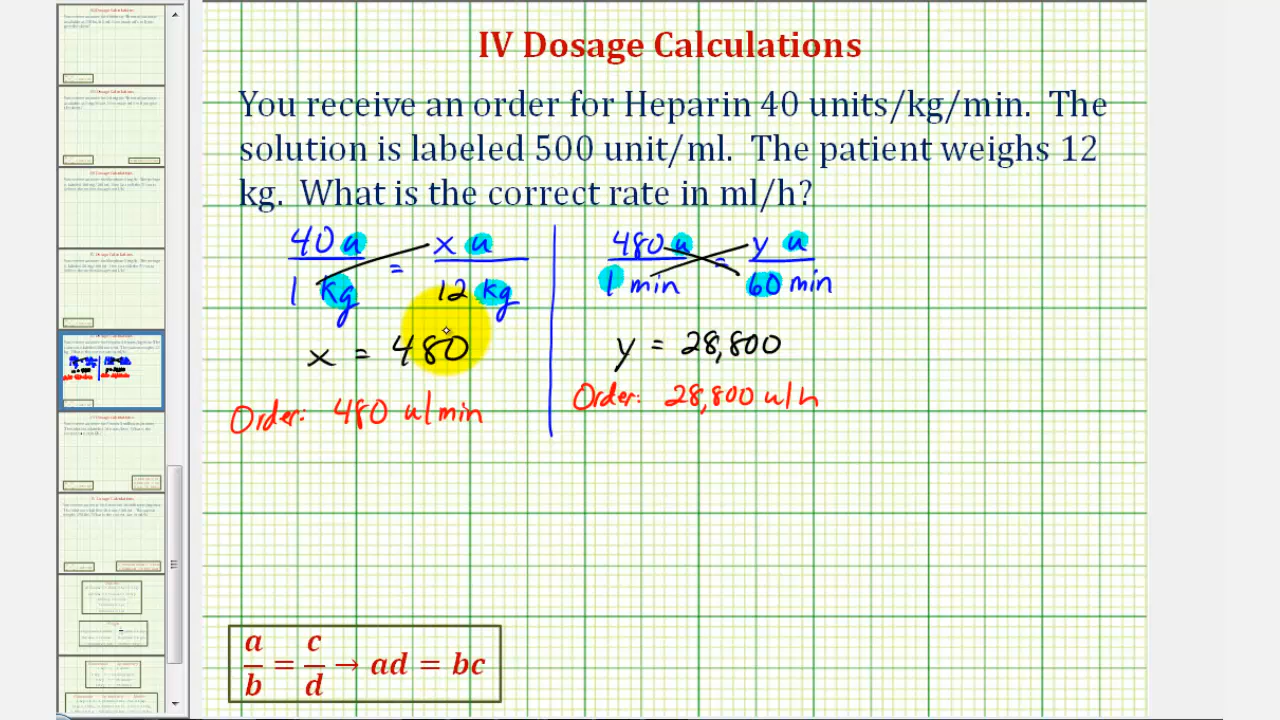 IV Dosage Calculations
You receive an order for Heparin 40 units/kg/min. The
solution is labeled 500 unit/ml. The patient weighs 12
kg. What is the correct rate in ml/h?
40 u / 1 kg = x u / 12 kg
x = 480
Order: 480 u/min
480 u / 1 min = y u / 60 min
y = 28,800
Order: 28,800 u/h
a/b = c/d → ad = bc